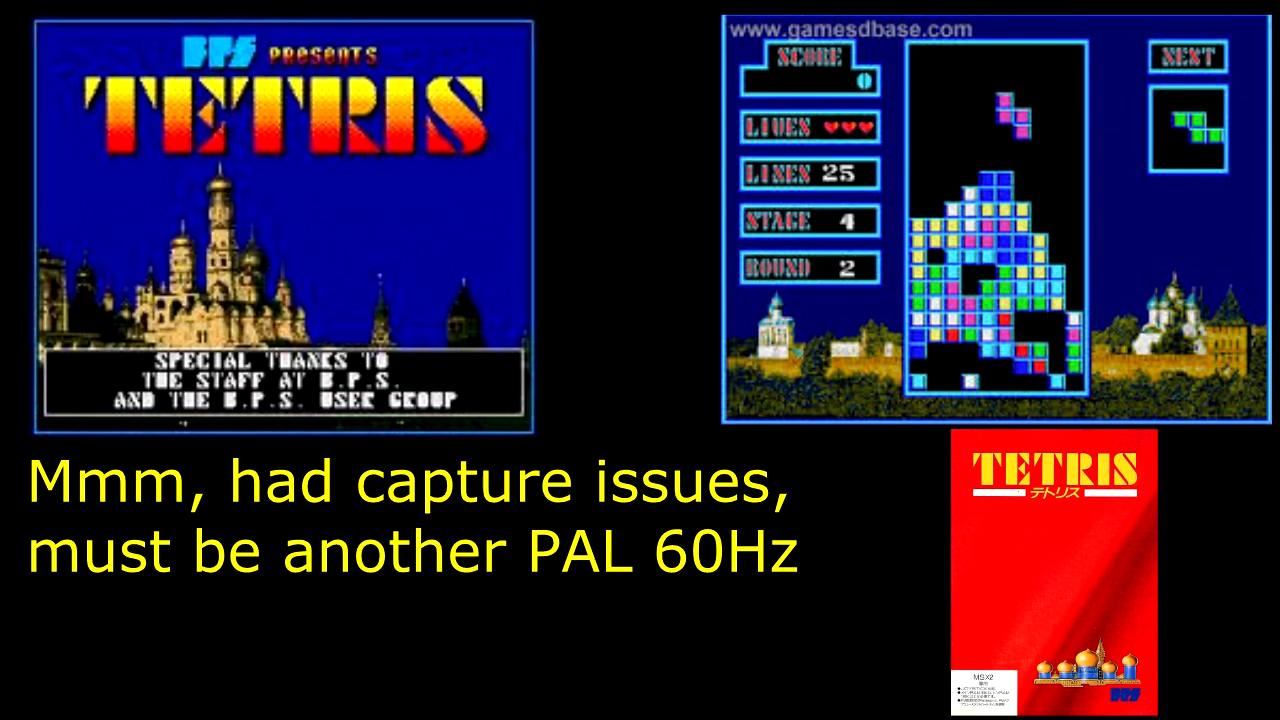 BPS PRESENTS
TETRIS
SPECIAL THANKS TO
THE STAFF AT B.P.S.
AND THE B.P.S. USER GROUP
www.gamesdbase.com
SCORE
0
LIVES
LINES 25
STAGE 4
ROUND 2
NEXT
Mmm, had capture issues,
must be another PAL 60Hz
TETRIS
テトリス
MSX2
BPS